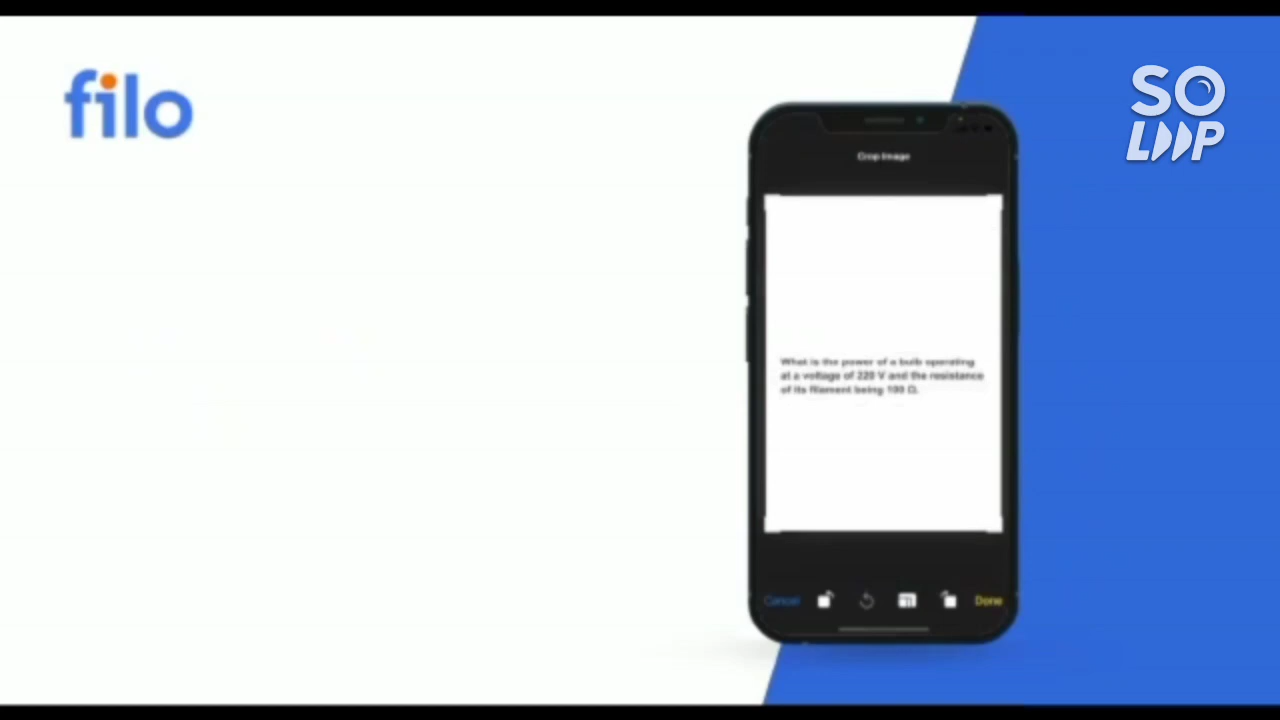 filo
SO
LOOP
Crop Image
What is the power of a bulb operating
at a voltage of 220 V and the resistance
of its filament being 100 Ω.
Cancel
Done